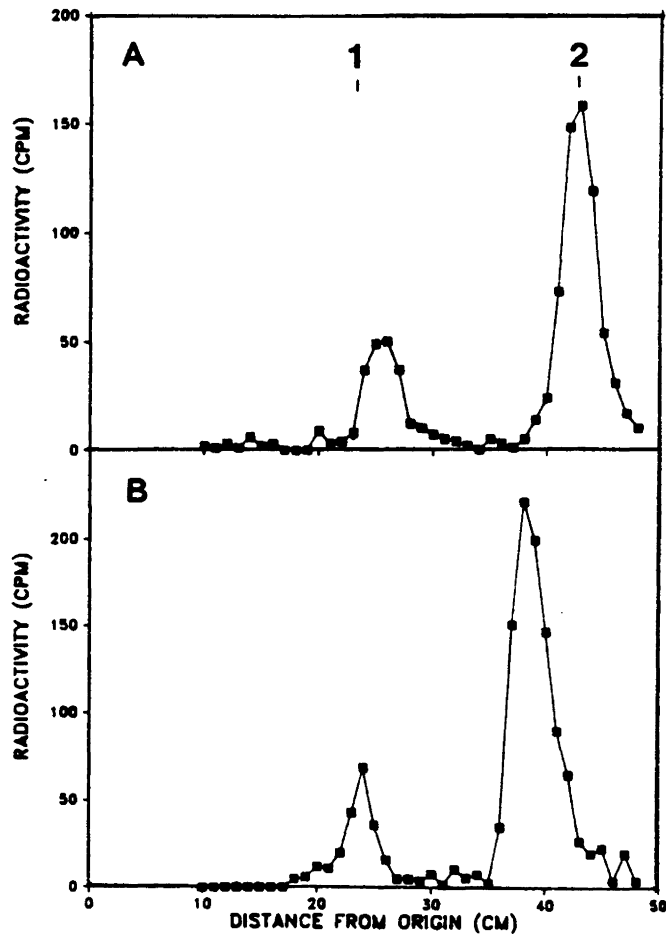 A
1
2
RADIOACTIVITY (CPM)
200
150
100
50
0
B
RADIOACTIVITY (CPM)
200
150
100
50
0
0 10 20 30 40 50
DISTANCE FROM ORIGIN (CM)